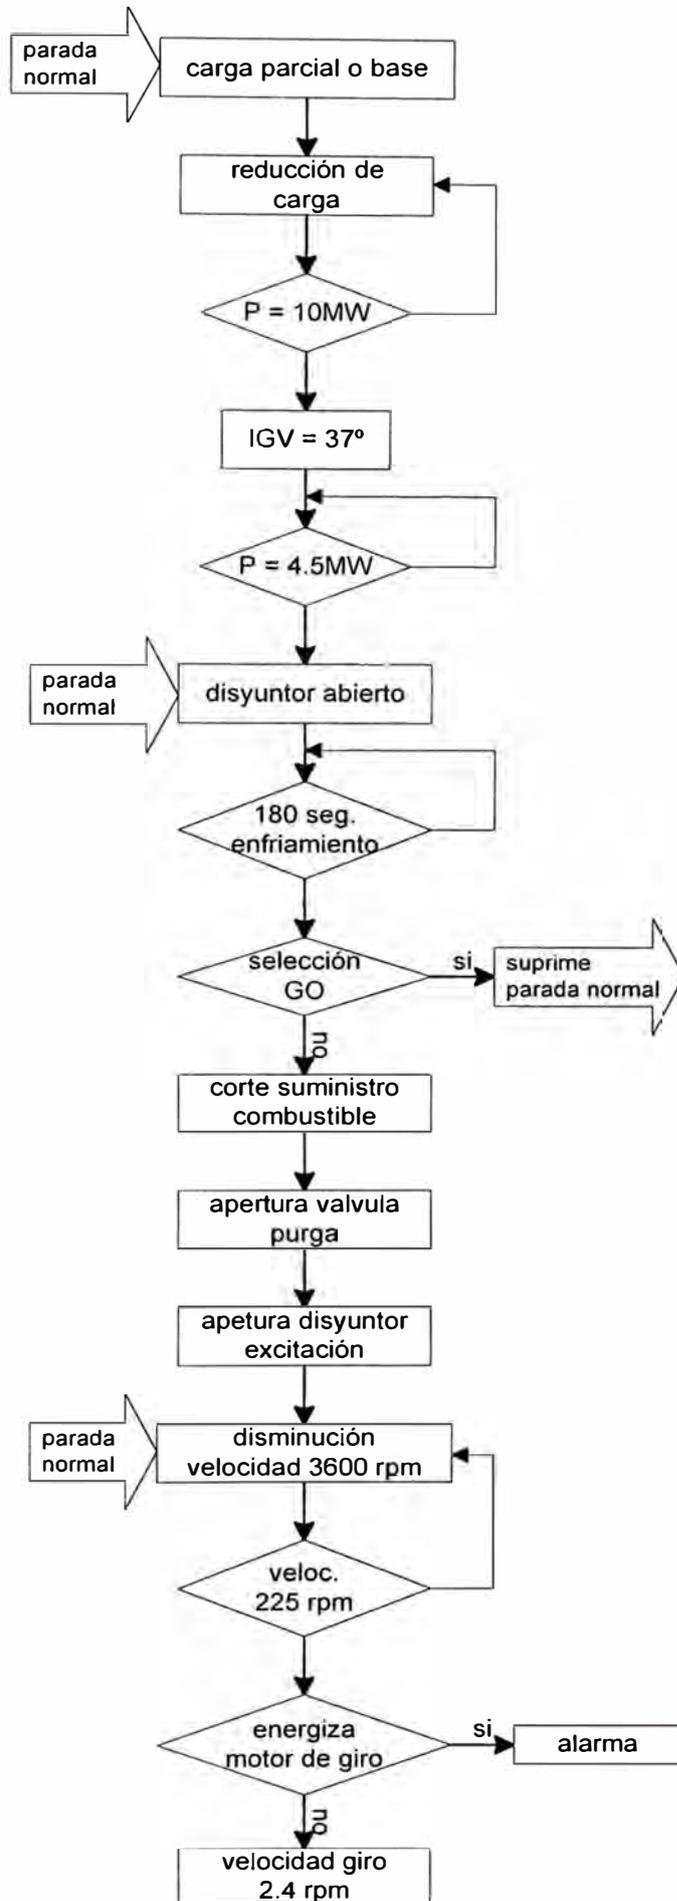 parada
normal
carga parcial o base
reducción de
carga
P = 10MW
IGV = 37º
P = 4.5MW
parada
normal
disyuntor abierto
180 seg.
enfriamiento
selección
GO
si
suprime
parada normal
no
corte suministro
combustible
apertura valvula
purga
apetura disyuntor
excitación
parada
normal
disminución
velocidad 3600 rpm
veloc.
225 rpm
energiza
motor de giro
si
alarma
no
velocidad giro
2.4 rpm